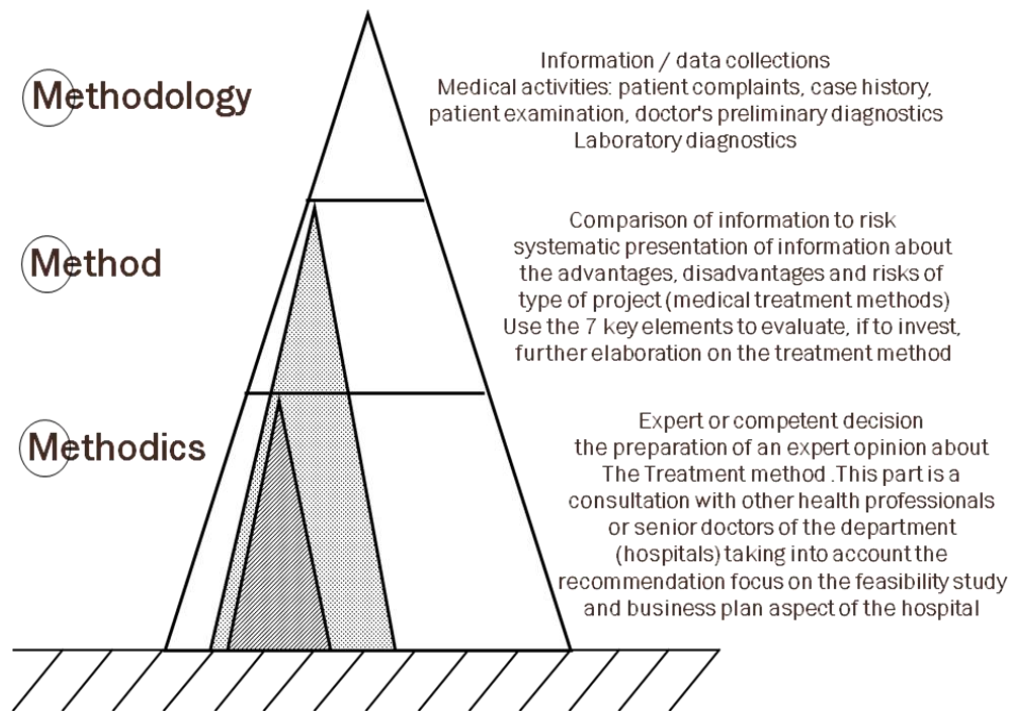 Methodology
Information / data collections
Medical activities: patient complaints, case history,
patient examination, doctor's preliminary diagnostics
Laboratory diagnostics
Method
Comparison of information to risk
systematic presentation of information about
the advantages, disadvantages and risks of
type of project (medical treatment methods)
Use the 7 key elements to evaluate, if to invest,
further elaboration on the treatment method
Methodics
Expert or competent decision
the preparation of an expert opinion about
The Treatment method .This part is a
consultation with other health professionals
or senior doctors of the department
(hospitals) taking into account the
recommendation focus on the feasibility study
and business plan aspect of the hospital